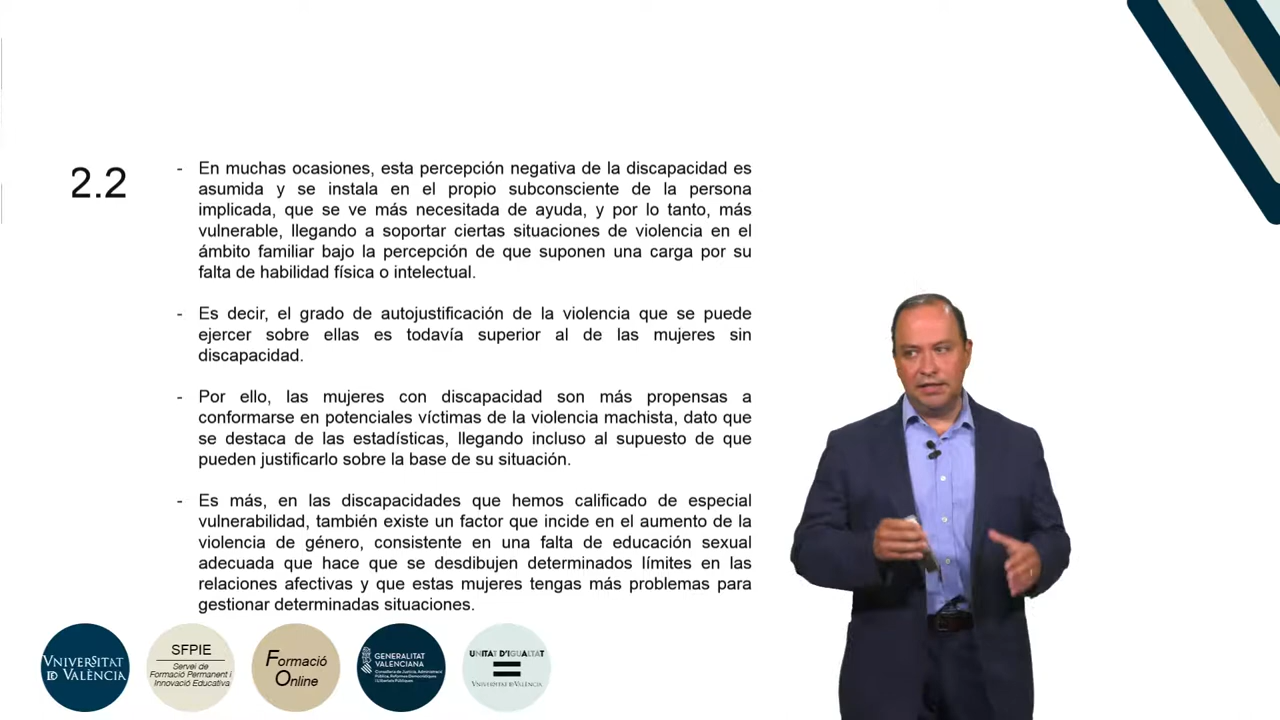 2.2
- En muchas ocasiones, esta percepción negativa de la discapacidad es
asumida y se instala en el propio subconsciente de la persona
implicada, que se ve más necesitada de ayuda, y por lo tanto, más
vulnerable, llegando a soportar ciertas situaciones de violencia en el
ámbito familiar bajo la percepción de que suponen una carga por su
falta de habilidad física o intelectual.
- Es decir, el grado de autojustificación de la violencia que se puede
ejercer sobre ellas es todavía superior al de las mujeres sin
discapacidad.
- Por ello, las mujeres con discapacidad son más propensas a
conformarse en potenciales víctimas de la violencia machista, dato que
se destaca de las estadísticas, llegando incluso al supuesto de que
pueden justificarlo sobre la base de su situación.
- Es más, en las discapacidades que hemos calificado de especial
vulnerabilidad, también existe un factor que incide en el aumento de la
violencia de género, consistente en una falta de educación sexual
adecuada que hace que se desdibujen determinados límites en las
relaciones afectivas y que estas mujeres tengas más problemas para
gestionar determinadas situaciones.
VNIVERSITAT
ID VALÈNCIA
SFPIE
Servei de
Formació Permanent i
Innovació Educativa
Formació
Online
GENERALITAT
VALENCIANA
UNITAT D'IGUALTAT
VNIVERSITAT ID VALÈNCIA